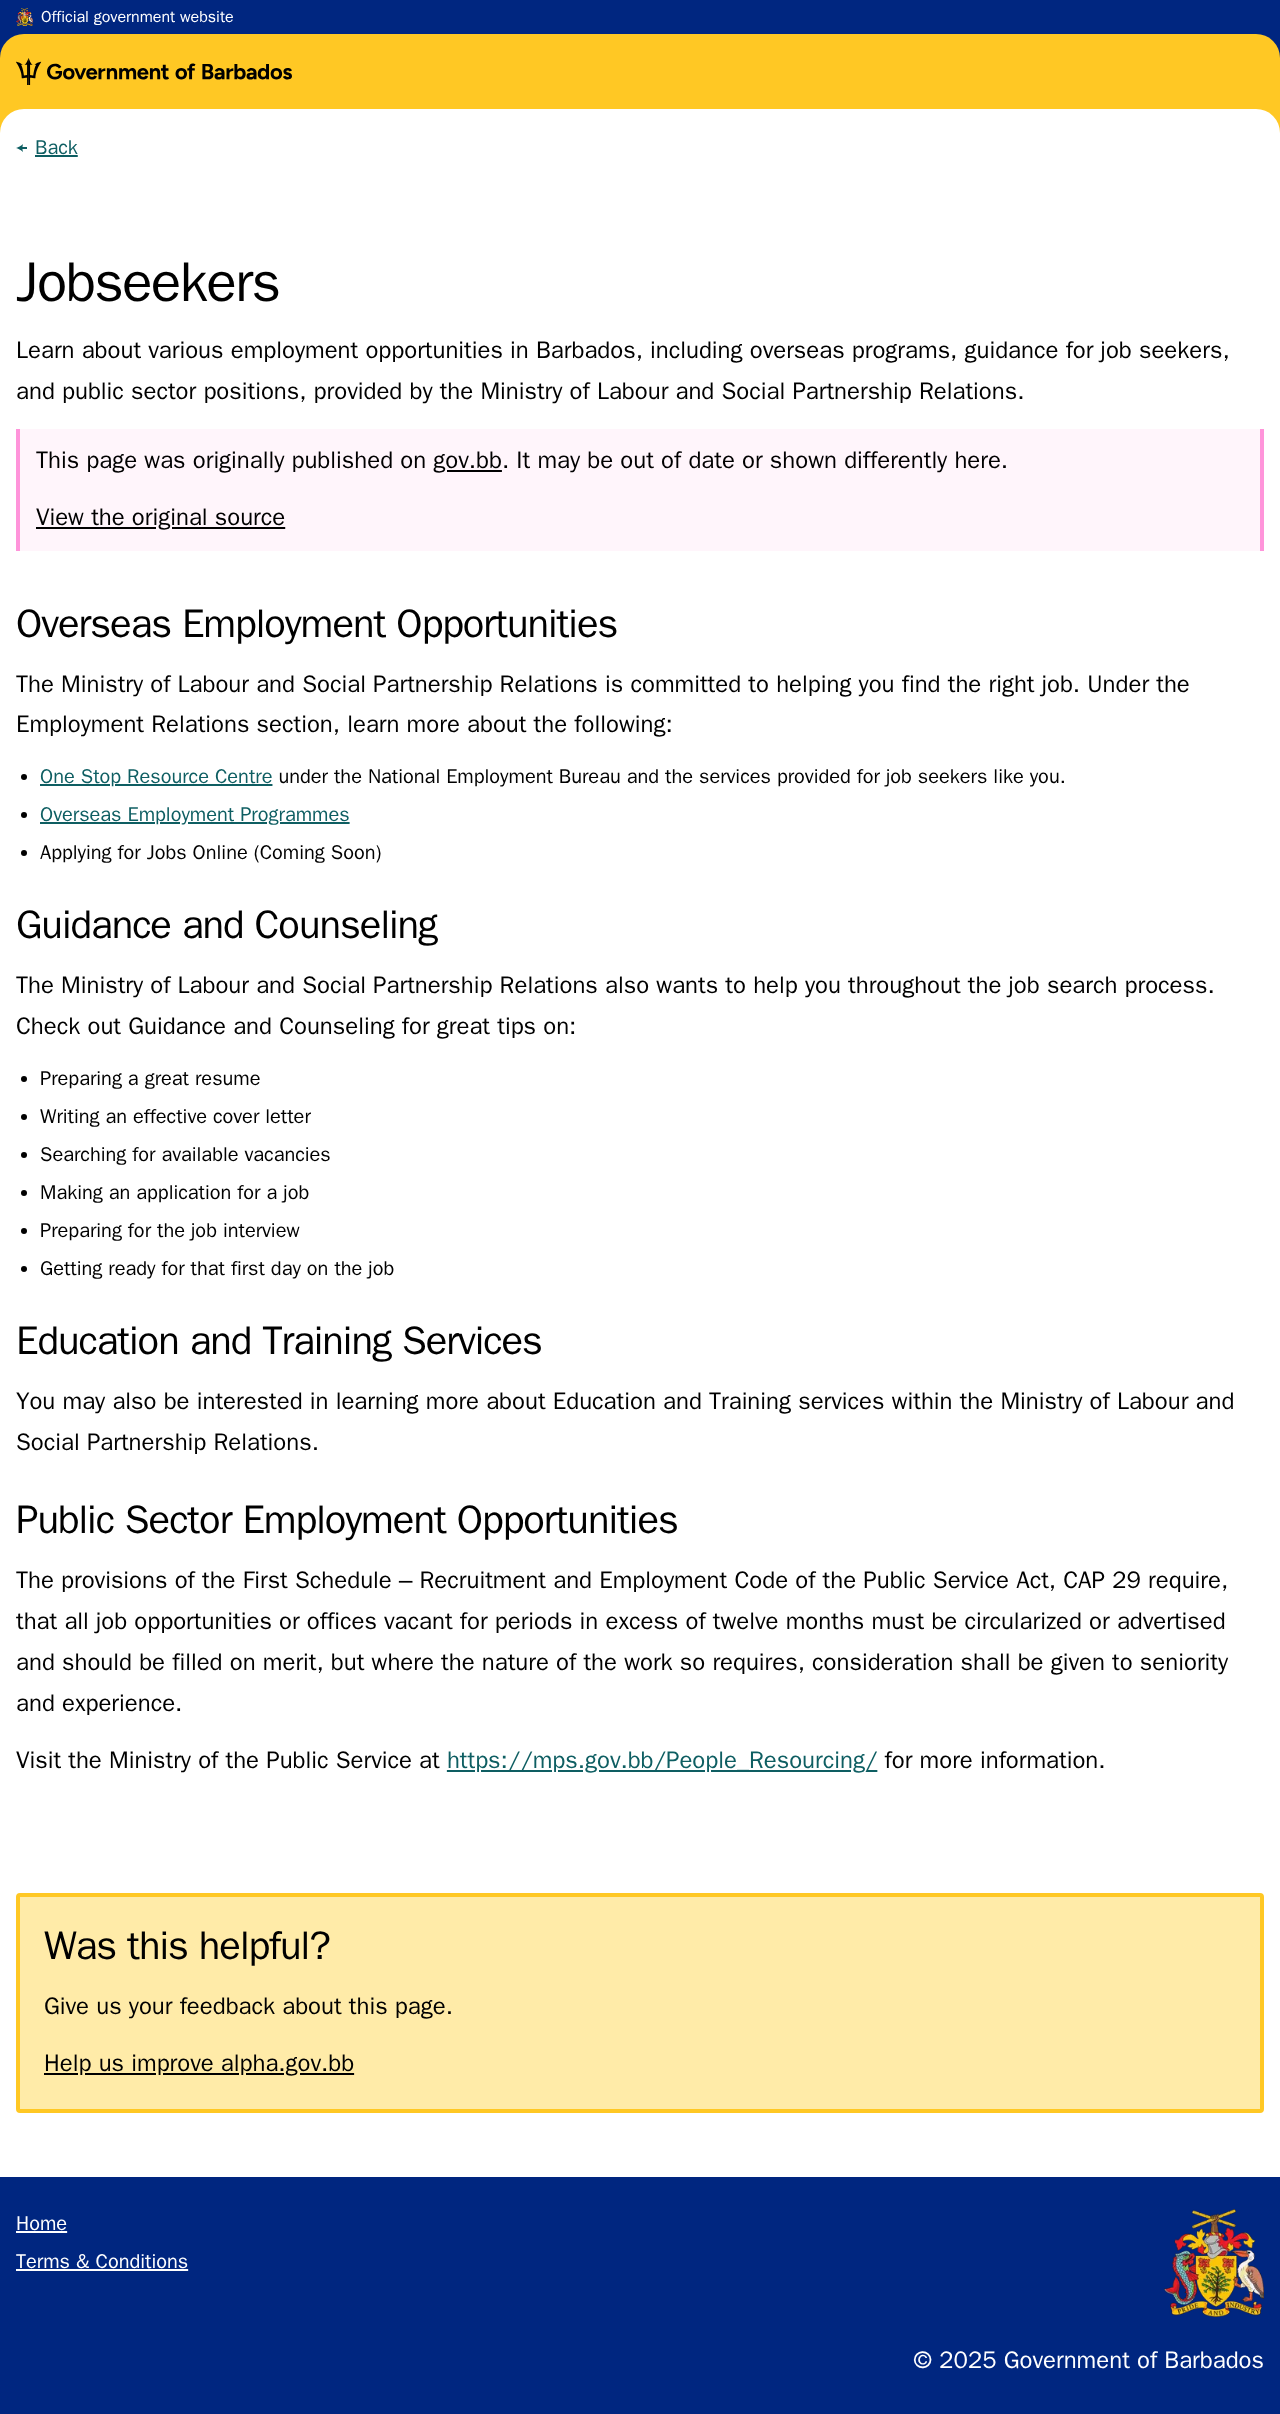 Official government website
Government of Barbados
Back
Jobseekers
Learn about various employment opportunities in Barbados, including overseas programs, guidance for job seekers,
and public sector positions, provided by the Ministry of Labour and Social Partnership Relations.
This page was originally published on gov.bb. It may be out of date or shown differently here.
View the original source
Overseas Employment Opportunities
The Ministry of Labour and Social Partnership Relations is committed to helping you find the right job. Under the
Employment Relations section, learn more about the following:
• One Stop Resource Centre under the National Employment Bureau and the services provided for job seekers like you.
• Overseas Employment Programmes
• Applying for Jobs Online (Coming Soon)
Guidance and Counseling
The Ministry of Labour and Social Partnership Relations also wants to help you throughout the job search process.
Check out Guidance and Counseling for great tips on:
• Preparing a great resume
• Writing an effective cover letter
• Searching for available vacancies
• Making an application for a job
• Preparing for the job interview
• Getting ready for that first day on the job
Education and Training Services
You may also be interested in learning more about Education and Training services within the Ministry of Labour and
Social Partnership Relations.
Public Sector Employment Opportunities
The provisions of the First Schedule – Recruitment and Employment Code of the Public Service Act, CAP 29 require,
that all job opportunities or offices vacant for periods in excess of twelve months must be circularized or advertised
and should be filled on merit, but where the nature of the work so requires, consideration shall be given to seniority
and experience.
Visit the Ministry of the Public Service at https://mps.gov.bb/People_Resourcing/ for more information.
Was this helpful?
Give us your feedback about this page.
Help us improve alpha.gov.bb
Home
Terms & Conditions
PRIDE AND INDUSTRY
© 2025 Government of Barbados